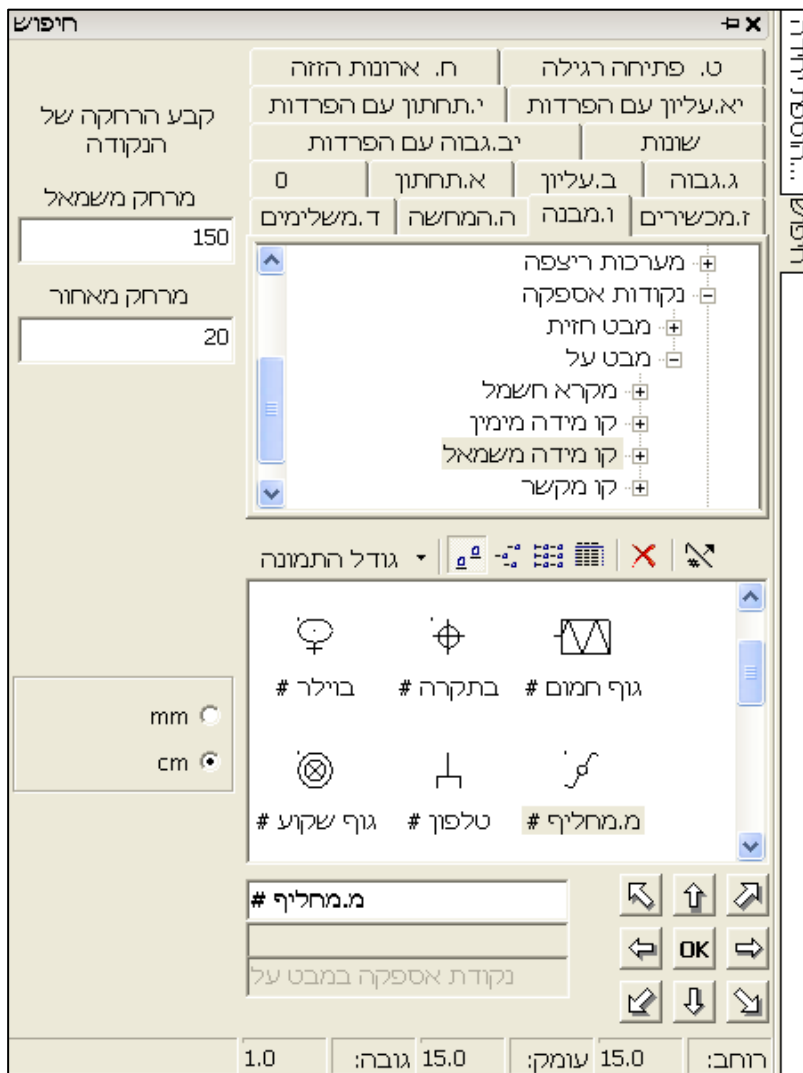 חיפוש
ט. פתיחה רגילה
ח. ארונות הזזה
יא.עליון עם הפרדות
י.תחתון עם הפרדות
שונות
יב.גבוה עם הפרדות
ג.גבוה
ב.עליון
א.תחתון
0
ז.מכשירים
ו.מבנה
ה.המחשה
ד.משלימים
מערכות ריצפה
נקודות אספקה
מבט חזית
מבט על
מקרא חשמל
קו מידה מימין
קו מידה משמאל
קו מקשר
גודל התמונה
גוף חמום #
בתקרה #
בוילר #
מ.מחליף #
טלפון #
גוף שקוע #
מ.מחליף #
נקודת אספקה במבט על
OK
קבע הרחקה של
הנקודה
מרחק משמאל
150
מרחק מאחור
20
mm
cm
רוחב: 15.0 עומק: 15.0 גובה: 1.0
חיפוש